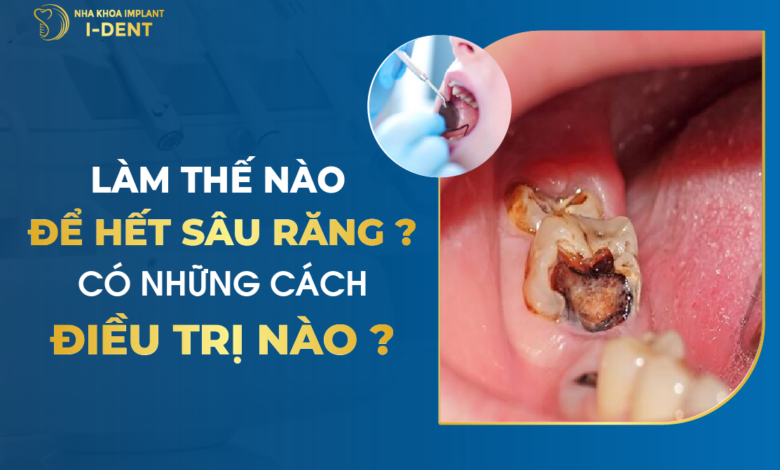 NHA KHOA IMPLANT
I-DENT
LÀM THẾ NÀO
ĐỂ HẾT SÂU RĂNG ?
CÓ NHỮNG CÁCH
ĐIỀU TRỊ NÀO ?